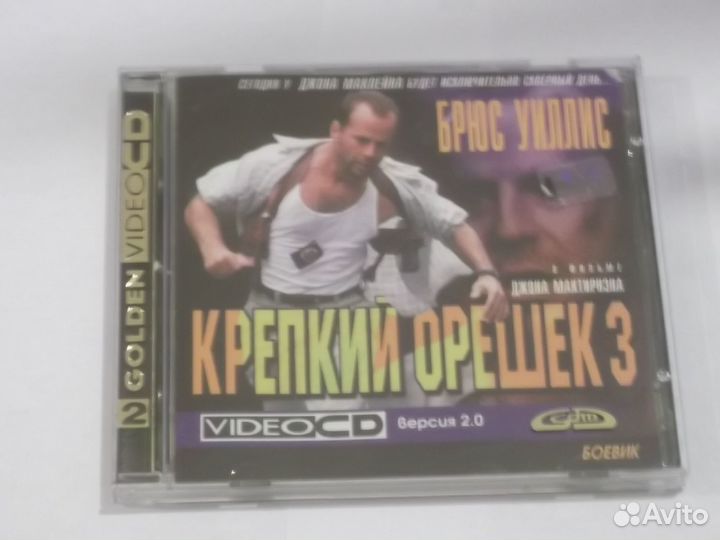 СЕГОДНЯ У ДЖОНА МАКЛЕЙНА БУДЕТ ИСКЛЮЧИТЕЛЬНО СКВЕРНЫЙ ДЕНЬ...
БРЮС УИЛЛИС
В ФИЛЬМЕ
ДЖОНА МАКТИРНЭНА
КРЕПКИЙ ОРЕШЕК 3
VIDEO CD версия 2.0
БОЕВИК
2 GOLDEN VIDEO CD
Avito